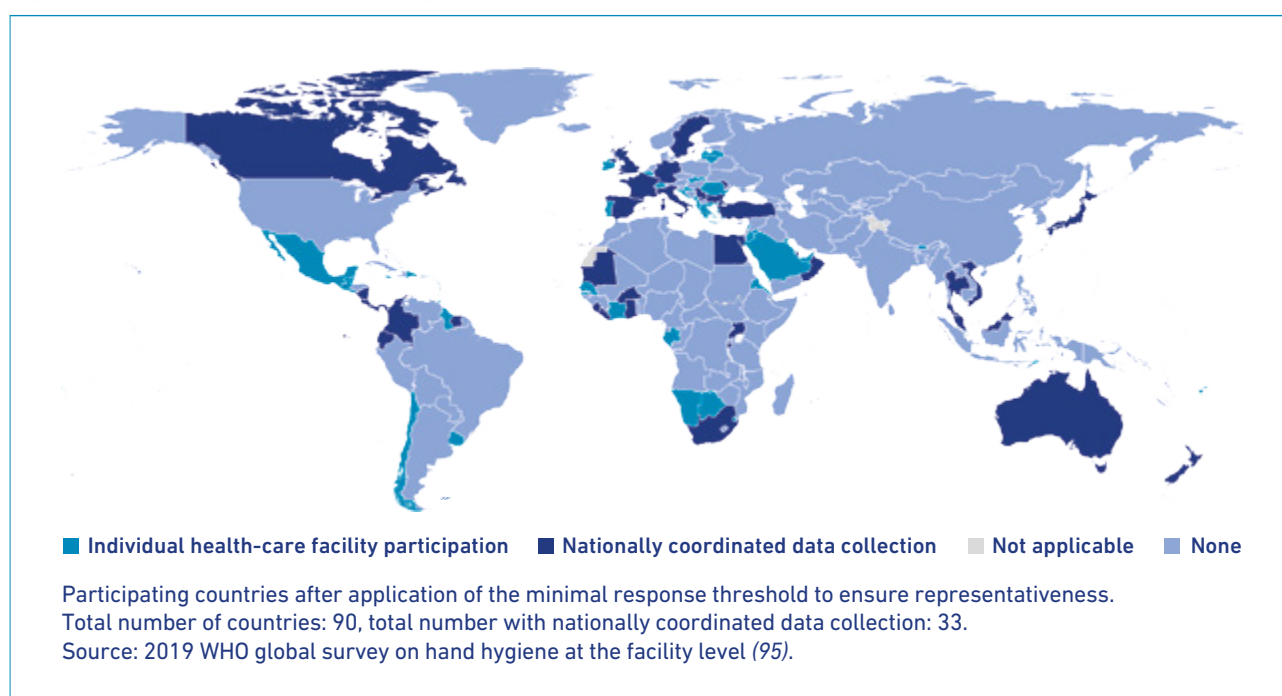 Individual health-care facility participation Nationally coordinated data collection Not applicable None
Participating countries after application of the minimal response threshold to ensure representativeness.
Total number of countries: 90, total number with nationally coordinated data collection: 33.
Source: 2019 WHO global survey on hand hygiene at the facility level (95).